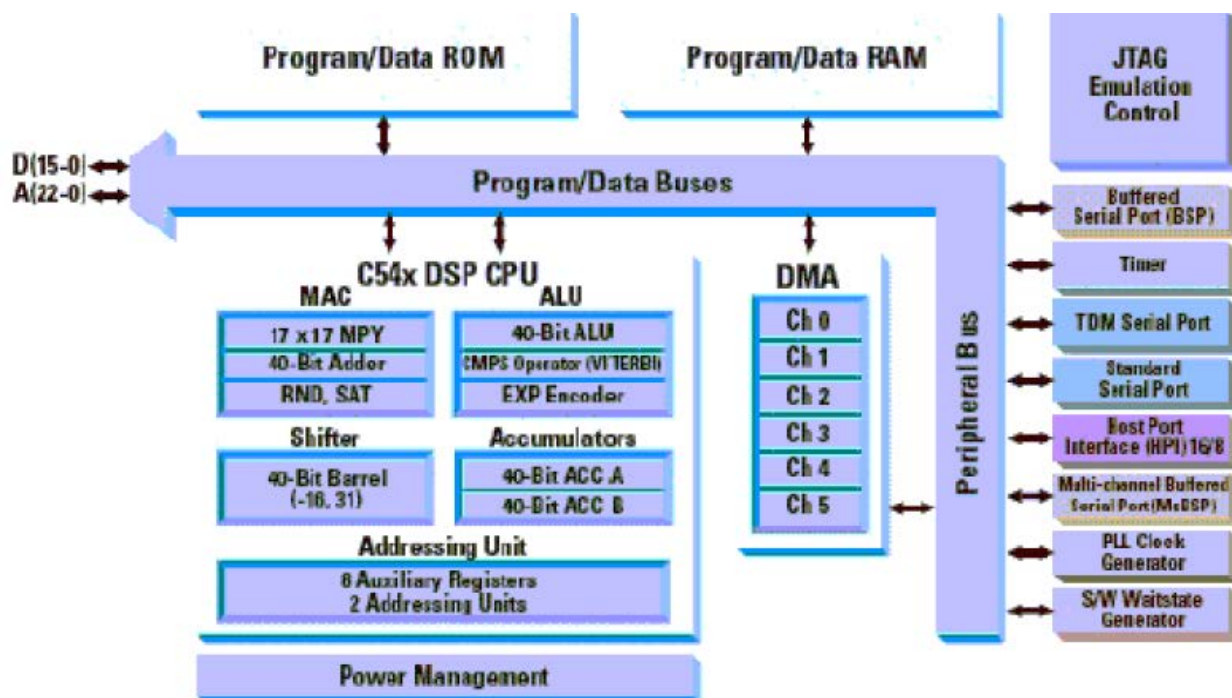 Program/Data ROM
Program/Data RAM
JTAG
Emulation
Control
D(15-0)
A(22-0)
Program/Data Buses
Buffered
Serial Port (BSP)
Timer
TDM Serial Port
Standard
Serial Port
Host Port
Interface (HPI) 16/8
Multi-channel Buffered
Serial Port (McBSP)
PLL Clock
Generator
S/W Waitstate
Generator
Peripheral Bus
C54x DSP CPU
MAC
17 x 17 MPY
40-Bit Adder
RND, SAT
ALU
40-Bit ALU
CMPS Operator (VITERBI)
EXP Encoder
Shifter
40-Bit Barrel
(-16, 31)
Accumulators
40-Bit ACC A
40-Bit ACC B
Addressing Unit
8 Auxiliary Registers
2 Addressing Units
DMA
Ch 0
Ch 1
Ch 2
Ch 3
Ch 4
Ch 5
Power Management